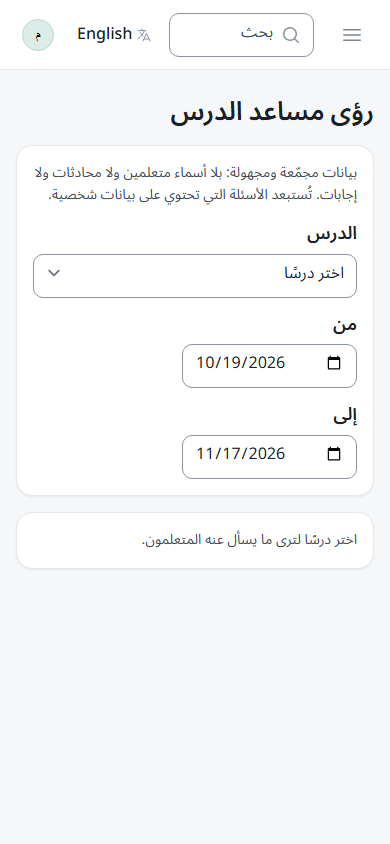 بحث
English
م
رؤى مساعد الدرس
بيانات مجمّعة ومجهولة: بلا أسماء متعلمين ولا محادثات ولا
إجابات. تُستبعد الأسئلة التي تحتوي على بيانات شخصية.
الدرس
اختر درسًا
من
10/19/2026
إلى
11/17/2026
اختر درسًا لترى ما يسأل عنه المتعلمون.